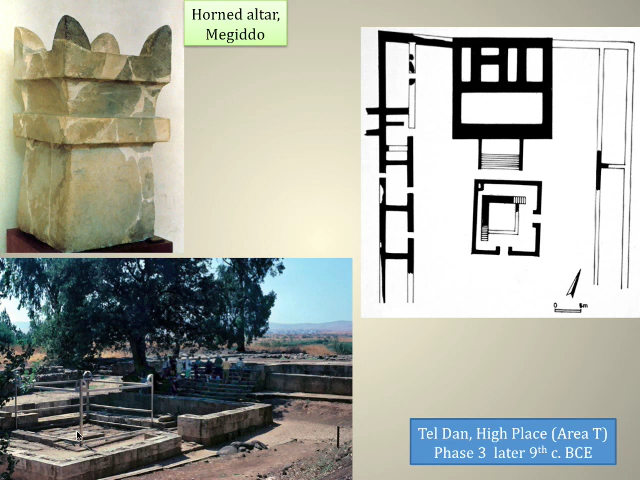 Horned altar,
Megiddo
0 5m
Tel Dan, High Place (Area T)
Phase 3 later 9th c. BCE